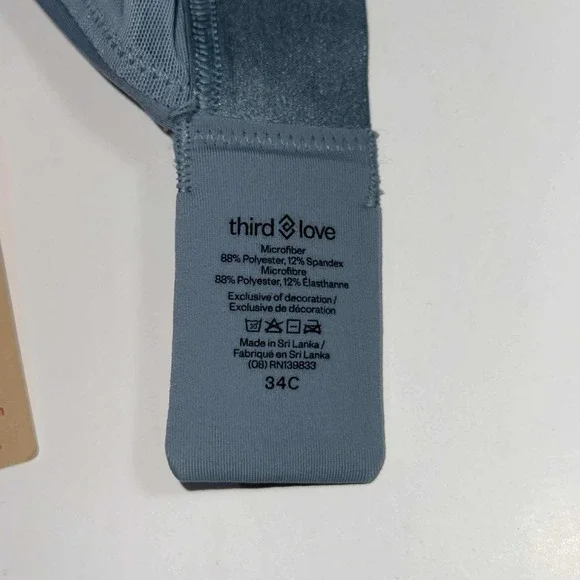 third love
Microfiber
88% Polyester, 12% Spandex
Microfibre
88% Polyester, 12% Élasthanne
Exclusive of decoration /
Exclusive de décoration
Made in Sri Lanka /
Fabriqué en Sri Lanka
(08) RN139833
34C